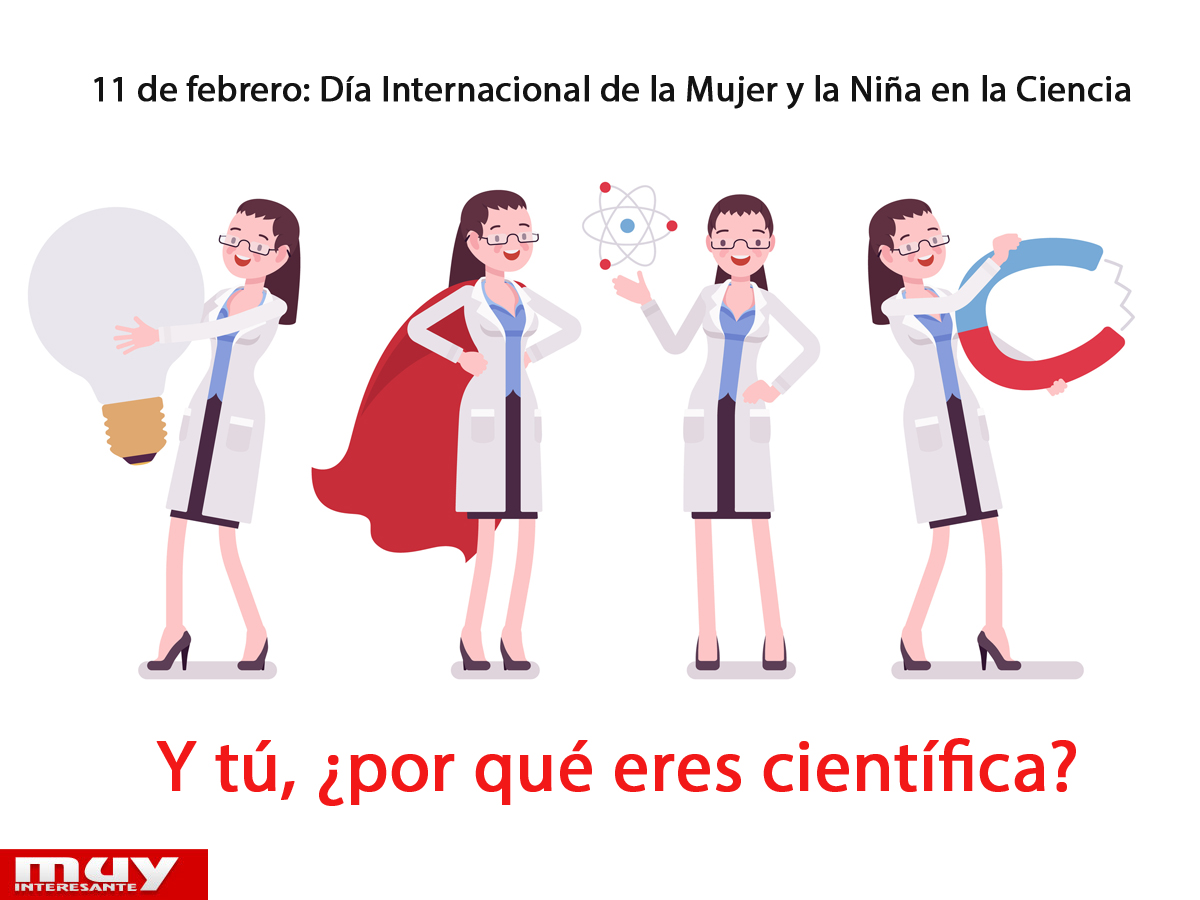 11 de febrero: Día Internacional de la Mujer y la Niña en la Ciencia
Y tú, ¿por qué eres científica?
muy
INTERESANTE